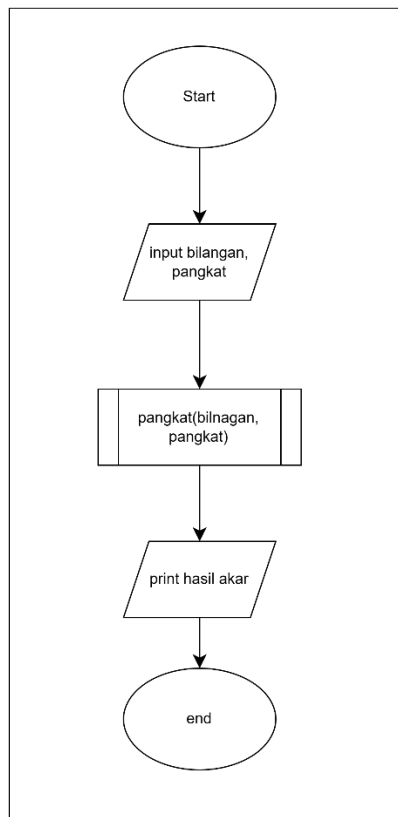 Start
input bilangan,
pangkat
pangkat(bilnagan,
pangkat)
print hasil akar
end